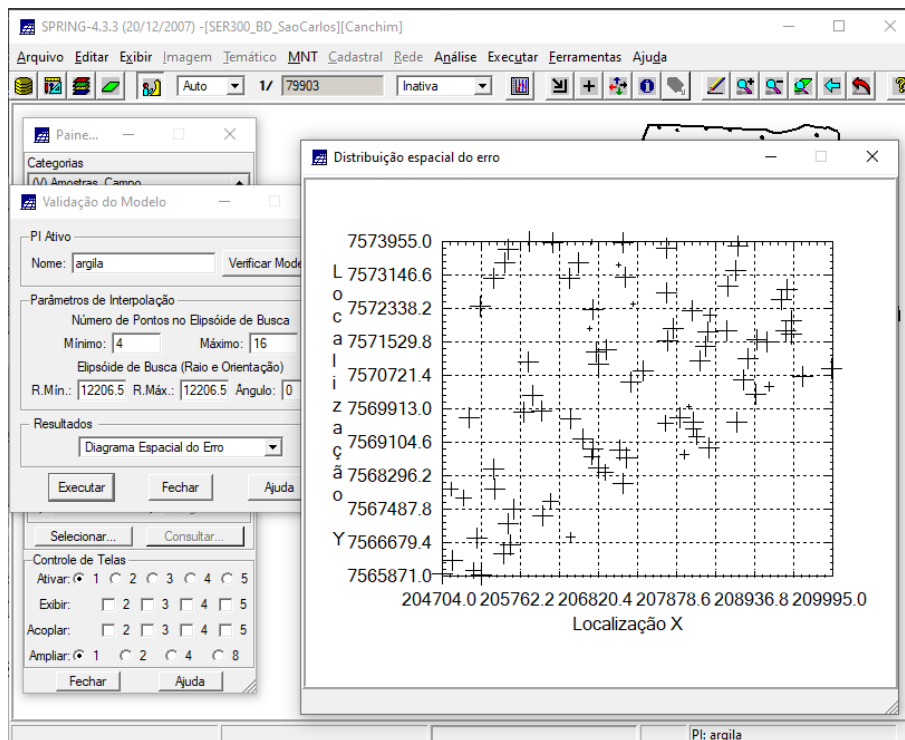 SPRING-4.3.3 (20/12/2007) -[SER300_BD_SaoCarlos][Canchim]
Arquivo Editar Exibir Imagem Temático MNT Cadastral Rede Análise Executar Ferramentas Ajuda
Auto 1/ 79903 Inativa
Paine...
Categorias
(V) Amostras_Campo
Validação do Modelo
PI Ativo
Nome: argila Verificar Mode
Parâmetros de Interpolação
Número de Pontos no Elipsóide de Busca
Mínimo: 4 Máximo: 16
Elipsóide de Busca (Raio e Orientação)
R.Mín.: 12206.5 R.Máx.: 12206.5 Ângulo: 0
Resultados
Diagrama Espacial do Erro
Executar Fechar Ajuda
Selecionar... Consultar...
Controle de Telas
Ativar: 1 2 3 4 5
Exibir: 2 3 4 5
Acoplar: 2 3 4 5
Ampliar: 1 2 4 8
Fechar Ajuda
Distribuição espacial do erro
Localização Y
7573955.0
7573146.6
7572338.2
7571529.8
7570721.4
7569913.0
7569104.6
7568296.2
7567487.8
7566679.4
7565871.0
204704.0 205762.2 206820.4 207878.6 208936.8 209995.0
Localização X
PI: argila